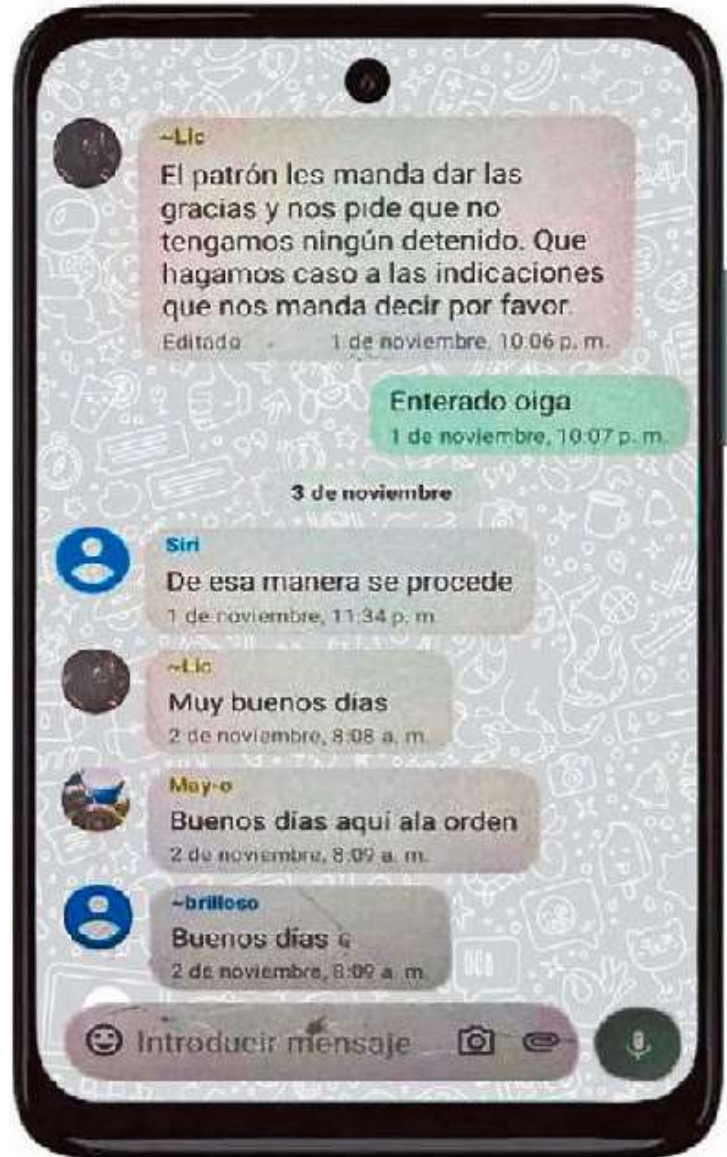 ~Lic
El patrón les manda dar las
gracias y nos pide que no
tengamos ningún detenido. Que
hagamos caso a las indicaciones
que nos manda decir por favor.
Editado 1 de noviembre, 10:06 p. m.
Enterado oiga
1 de noviembre, 10:07 p. m.
3 de noviembre
Siri
De esa manera se procede
1 de noviembre, 11:34 p. m
~Lic
Muy buenos días
2 de noviembre, 8:08 a. m.
May-o
Buenos días aquí ala orden
2 de noviembre, 8:09 a. m.
~brilloso
Buenos días
2 de noviembre, 8:09 a. m
Introducir mensaje